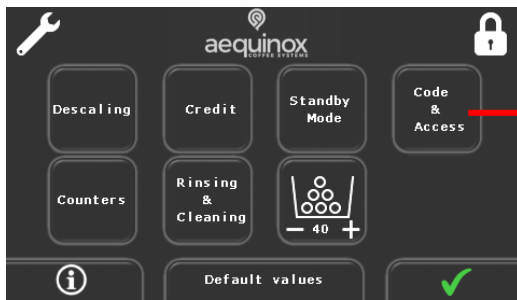 aequinox
COFFEE SYSTEMS
Descaling
Credit
Standby
Mode
Code
&
Access
Counters
Rinsing
&
Cleaning
— 40 +
i
Default values